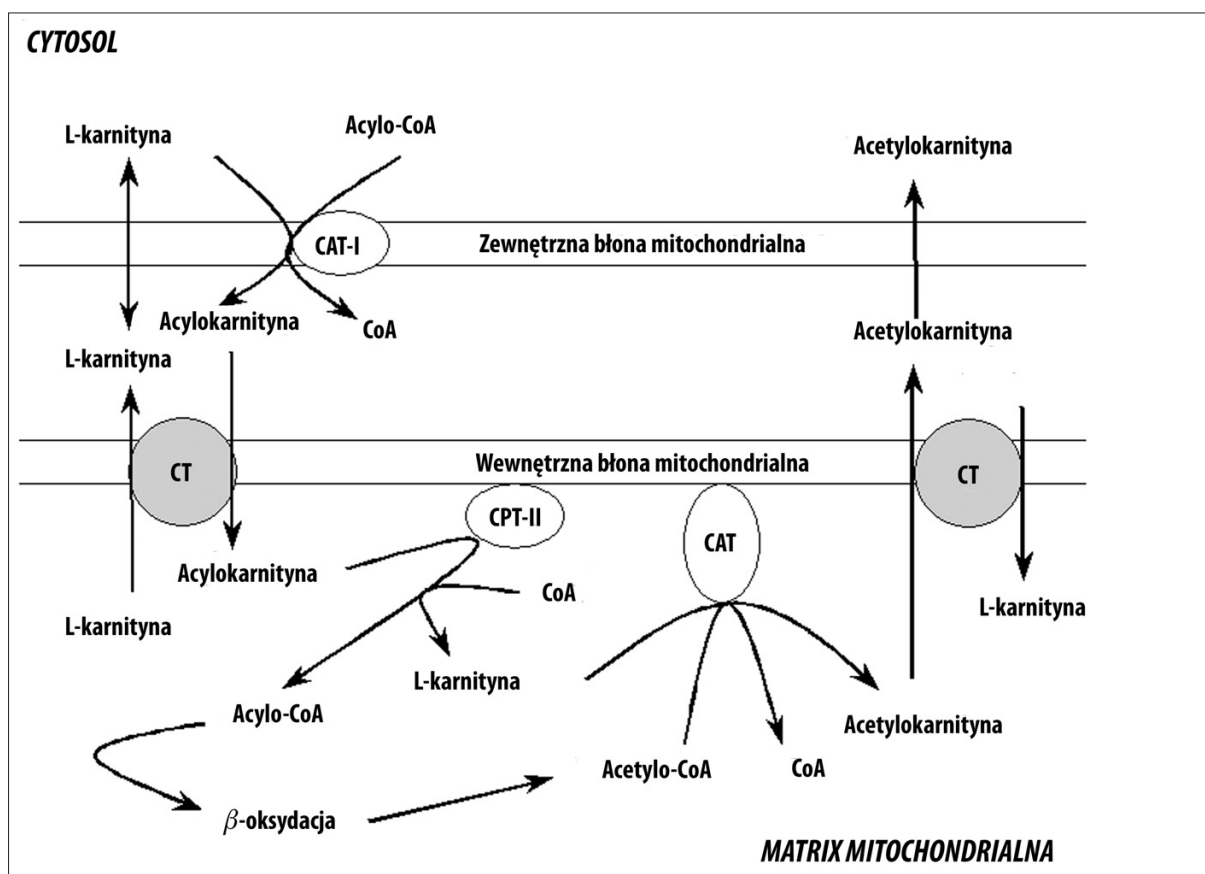 CYTOSOL
L-karnityna
Acylo-CoA
Acetylokarnityna
CAT-I
Zewnętrzna błona mitochondrialna
Acylokarnityna
CoA
L-karnityna
Acetylokarnityna
CT
Wewnętrzna błona mitochondrialna
CT
CPT-II
CAT
Acylokarnityna
CoA
L-karnityna
L-karnityna
L-karnityna
Acylo-CoA
Acetylokarnityna
Acetylo-CoA
CoA
β-oksydacja
MATRIX MITOCHONDRIALNA